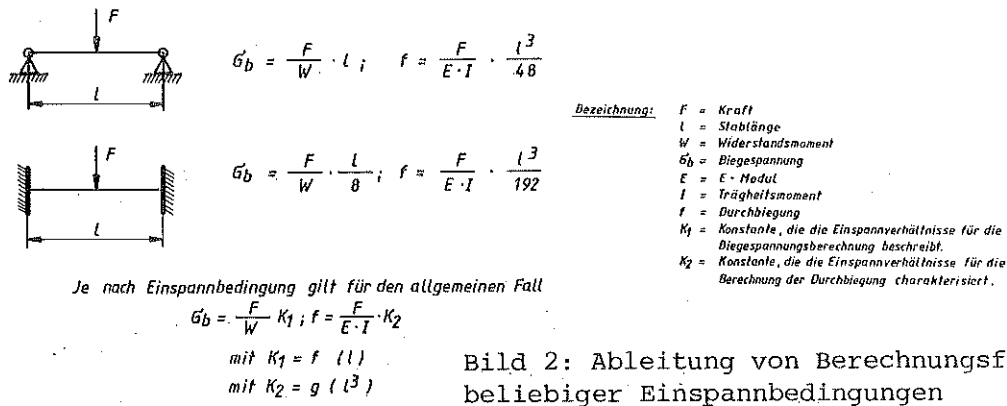 F
σb = F/W · l ; f = F/(E·I) · l³/48
l
F
σb = F/W · l/8 ; f = F/(E·I) · l³/192
l
Je nach Einspannbedingung gilt für den allgemeinen Fall
σb = F/W K1 ; f = F/(E·I) · K2
mit K1 = f (l)
mit K2 = g (l³)
Bezeichnung: F = Kraft
l = Stablänge
W = Widerstandsmoment
σb = Biegespannung
E = E-Modul
I = Trägheitsmoment
f = Durchbiegung
K1 = Konstante, die die Einspannverhältnisse für die
Biegespannungsberechnung beschreibt.
K2 = Konstante, die die Einspannverhältnisse für die
Berechnung der Durchbiegung charakterisiert.
Bild 2: Ableitung von Berechnungsf
beliebiger Einspannbedingungen